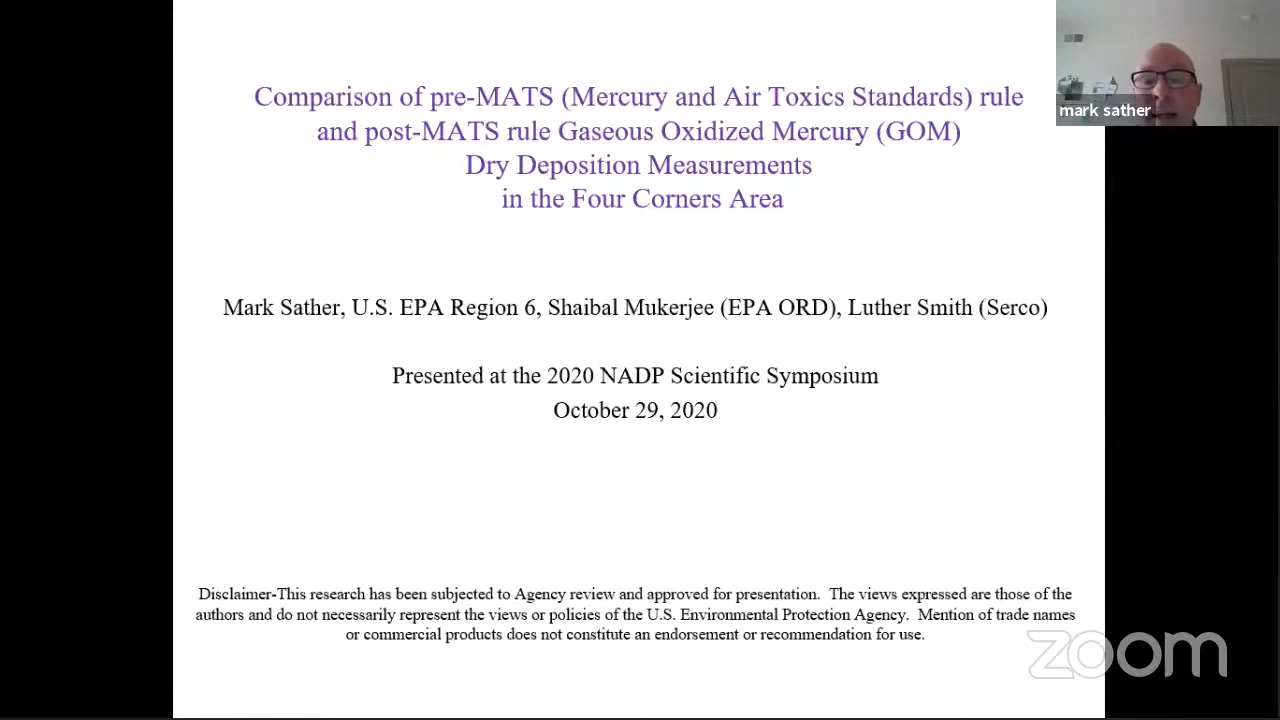 Comparison of pre-MATS (Mercury and Air Toxics Standards) rule
and post-MATS rule Gaseous Oxidized Mercury (GOM)
Dry Deposition Measurements
in the Four Corners Area
mark sather
Mark Sather, U.S. EPA Region 6, Shaibal Mukerjee (EPA ORD), Luther Smith (Serco)
Presented at the 2020 NADP Scientific Symposium
October 29, 2020
Disclaimer-This research has been subjected to Agency review and approved for presentation.  The views expressed are those of the
authors and do not necessarily represent the views or policies of the U.S. Environmental Protection Agency.  Mention of trade names
or commercial products does not constitute an endorsement or recommendation for use.
zoom